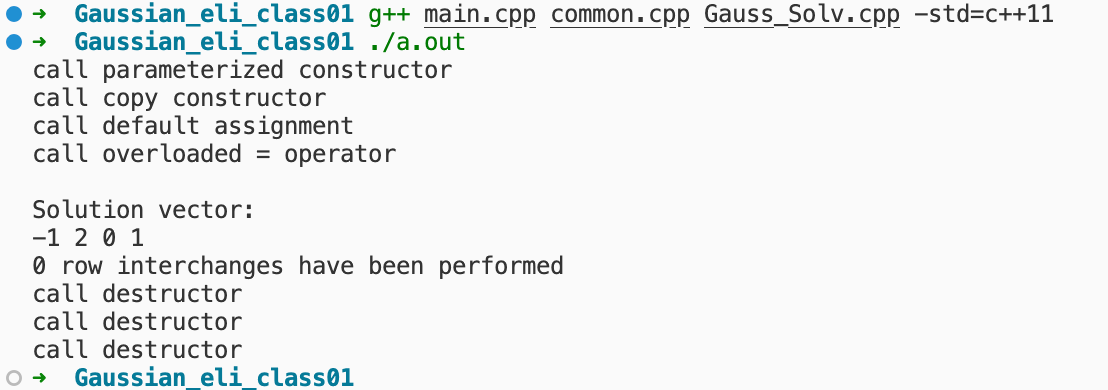 ➜ Gaussian_eli_class01 g++ main.cpp common.cpp Gauss_Solv.cpp -std=c++11
➜ Gaussian_eli_class01 ./a.out
call parameterized constructor
call copy constructor
call default assignment
call overloaded = operator
Solution vector:
-1 2 0 1
0 row interchanges have been performed
call destructor
call destructor
call destructor
➜ Gaussian_eli_class01